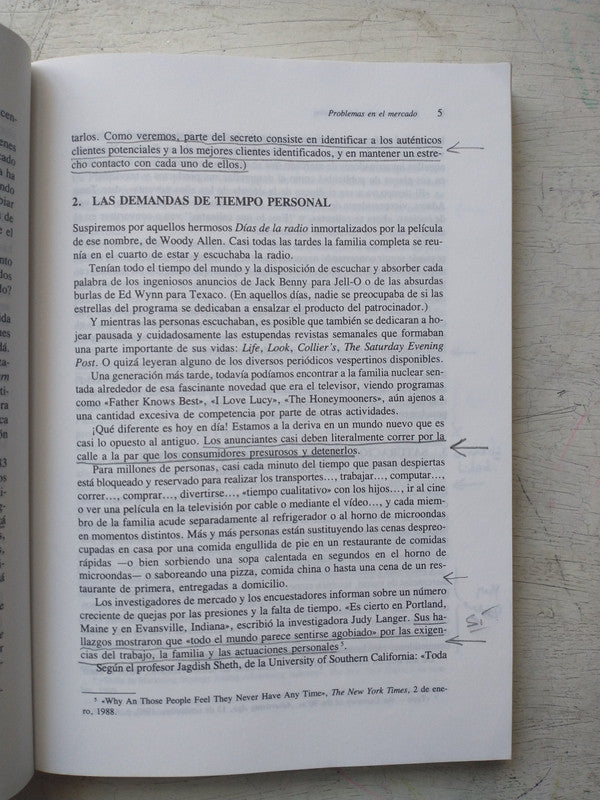 Problemas en el mercado 5
tarlos. Como veremos, parte del secreto consiste en identificar a los auténticos
clientes potenciales y a los mejores clientes identificados, y en mantener un estre-
cho contacto con cada uno de ellos.)
2. LAS DEMANDAS DE TIEMPO PERSONAL
Suspiremos por aquellos hermosos Días de la radio inmortalizados por la película
de ese nombre, de Woody Allen. Casi todas las tardes la familia completa se reu-
nía en el cuarto de estar y escuchaba la radio.
Tenían todo el tiempo del mundo y la disposición de escuchar y absorber cada
palabra de los ingeniosos anuncios de Jack Benny para Jell-O o de las absurdas
burlas de Ed Wynn para Texaco. (En aquellos días, nadie se preocupaba de si las
estrellas del programa se dedicaban a ensalzar el producto del patrocinador.)
Y mientras las personas escuchaban, es posible que también se dedicaran a ho-
jear pausada y cuidadosamente las estupendas revistas semanales que formaban
una parte importante de sus vidas: Life, Look, Collier's, The Saturday Evening
Post. O quizá leyeran alguno de los diversos periódicos vespertinos disponibles.
Una generación más tarde, todavía podíamos encontrar a la familia nuclear sen-
tada alrededor de esa fascinante novedad que era el televisor, viendo programas
como «Father Knows Best», «I Love Lucy», «The Honeymooners», aún ajenos a
una cantidad excesiva de competencia por parte de otras actividades.
¡Qué diferente es hoy en día! Estamos a la deriva en un mundo nuevo que es
casi lo opuesto al antiguo. Los anunciantes casi deben literalmente correr por la
calle a la par que los consumidores presurosos y detenerlos.
Para millones de personas, casi cada minuto del tiempo que pasan despiertas
está bloqueado y reservado para realizar los transportes..., trabajar..., computar...,
correr..., comprar..., divertirse..., «tiempo cualitativo» con los hijos..., ir al cine
o ver una película en la televisión por cable o mediante el vídeo..., y cada miem-
bro de la familia acude separadamente al refrigerador o al horno de microondas
en momentos distintos. Más y más personas están sustituyendo las cenas despreo-
cupadas en casa por una comida engullida de pie en un restaurante de comidas
rápidas —o bien sorbiendo una sopa calentada en segundos en el horno de
microondas— o saboreando una pizza, comida china o hasta una cena de un res-
taurante de primera, entregadas a domicilio.
Los investigadores de mercado y los encuestadores informan sobre un número
creciente de quejas por las presiones y la falta de tiempo. «Es cierto en Portland,
Maine y en Evansville, Indiana», escribió la investigadora Judy Langer. Sus ha-
llazgos mostraron que «todo el mundo parece sentirse agobiado» por las exigen-
cias del trabajo, la familia y las actuaciones personales⁵.
Según el profesor Jagdish Sheth, de la University of Southern California: «Toda
⁵ «Why An Those People Feel They Never Have Any Time», The New York Times, 2 de ene-
ro, 1988.